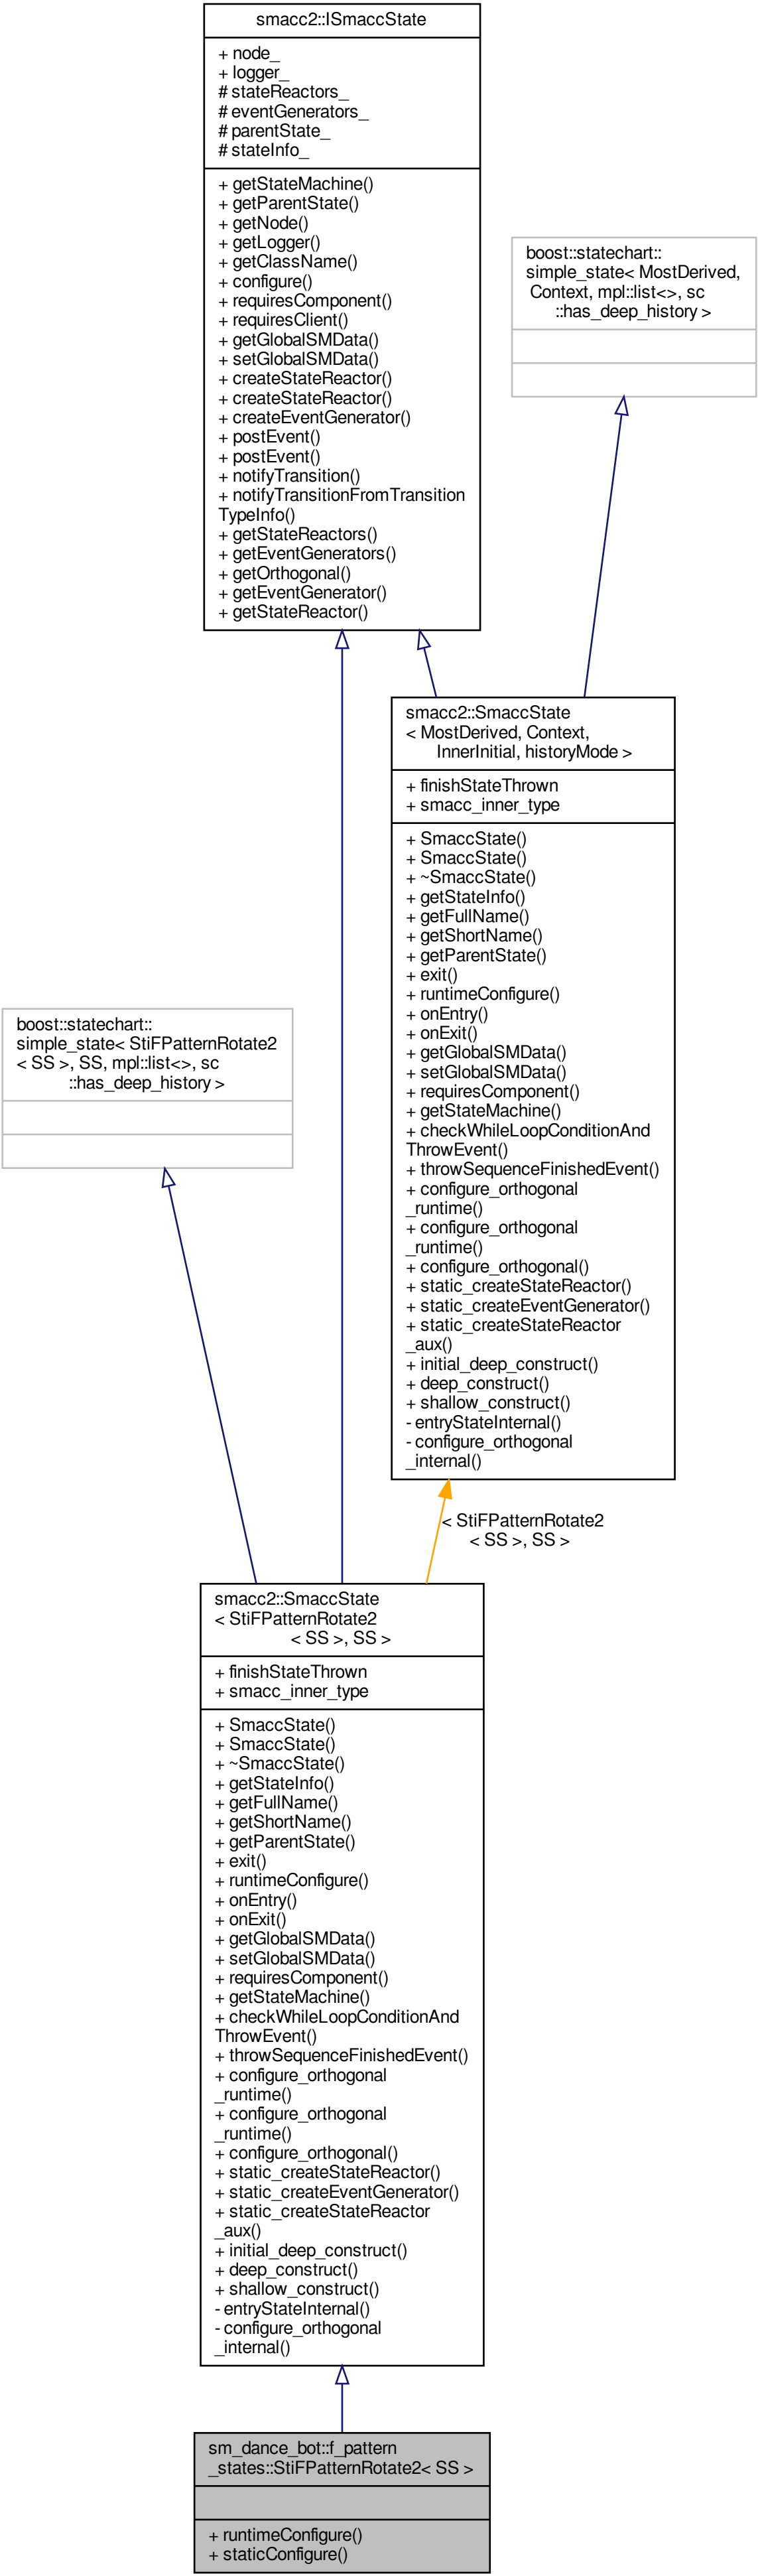 smacc2::ISmaccState
+ node_
+ logger_
# stateReactors_
# eventGenerators_
# parentState_
# stateInfo_
+ getStateMachine()
+ getParentState()
+ getNode()
+ getLogger()
+ getClassName()
+ configure()
+ requiresComponent()
+ requiresClient()
+ getGlobalSMData()
+ setGlobalSMData()
+ createStateReactor()
+ createStateReactor()
+ createEventGenerator()
+ postEvent()
+ postEvent()
+ notifyTransition()
+ notifyTransitionFromTransition
TypeInfo()
+ getStateReactors()
+ getEventGenerators()
+ getOrthogonal()
+ getEventGenerator()
+ getStateReactor()
boost::statechart::
simple_state< MostDerived,
Context, mpl::list<>, sc
::has_deep_history >
smacc2::SmaccState
< MostDerived, Context,
InnerInitial, historyMode >
+ finishStateThrown
+ smacc_inner_type
+ SmaccState()
+ SmaccState()
+ ~SmaccState()
+ getStateInfo()
+ getFullName()
+ getShortName()
+ getParentState()
+ exit()
+ runtimeConfigure()
+ onEntry()
+ onExit()
+ getGlobalSMData()
+ setGlobalSMData()
+ requiresComponent()
+ getStateMachine()
+ checkWhileLoopConditionAnd
ThrowEvent()
+ throwSequenceFinishedEvent()
+ configure_orthogonal
_runtime()
+ configure_orthogonal
_runtime()
+ configure_orthogonal()
+ static_createStateReactor()
+ static_createEventGenerator()
+ static_createStateReactor
_aux()
+ initial_deep_construct()
+ deep_construct()
+ shallow_construct()
- entryStateInternal()
- configure_orthogonal
_internal()
boost::statechart::
simple_state< StiFPatternRotate2
< SS >, SS, mpl::list<>, sc
::has_deep_history >
< StiFPatternRotate2
< SS >, SS >
smacc2::SmaccState
< StiFPatternRotate2
< SS >, SS >
+ finishStateThrown
+ smacc_inner_type
+ SmaccState()
+ SmaccState()
+ ~SmaccState()
+ getStateInfo()
+ getFullName()
+ getShortName()
+ getParentState()
+ exit()
+ runtimeConfigure()
+ onEntry()
+ onExit()
+ getGlobalSMData()
+ setGlobalSMData()
+ requiresComponent()
+ getStateMachine()
+ checkWhileLoopConditionAnd
ThrowEvent()
+ throwSequenceFinishedEvent()
+ configure_orthogonal
_runtime()
+ configure_orthogonal
_runtime()
+ configure_orthogonal()
+ static_createStateReactor()
+ static_createEventGenerator()
+ static_createStateReactor
_aux()
+ initial_deep_construct()
+ deep_construct()
+ shallow_construct()
- entryStateInternal()
- configure_orthogonal
_internal()
sm_dance_bot::f_pattern
_states::StiFPatternRotate2< SS >
+ runtimeConfigure()
+ staticConfigure()